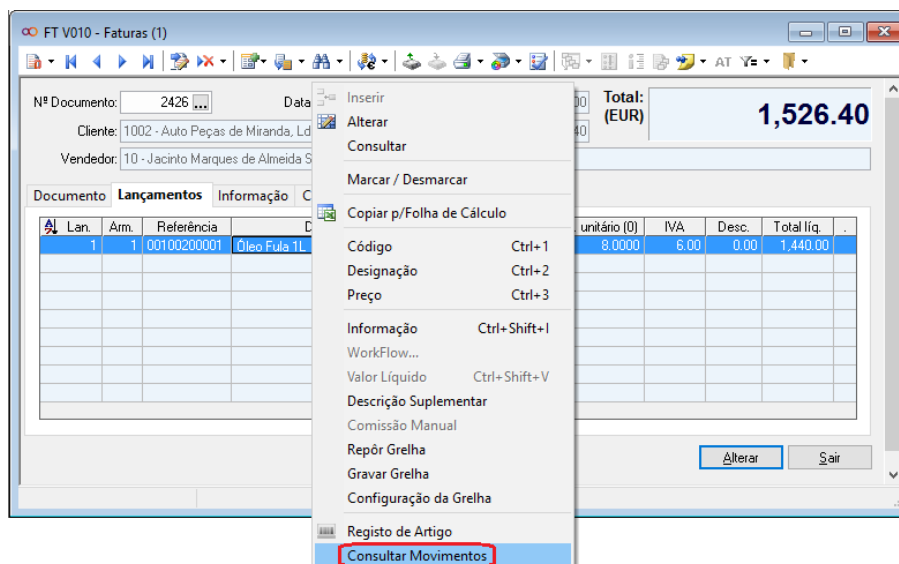 FT V010 - Faturas (1)
AT
Nº Documento: 2426 ... Data
Total:
(EUR)
1,526.40
Cliente: 1002 - Auto Peças de Miranda, Ld
Vendedor: 10 - Jacinto Marques de Almeida S
Documento Lançamentos Informação C
Lan. Arm. Referência D unitário (0) IVA Desc. Total líq. .
1 1 00100200001 Óleo Fula 1L 8.0000 6.00 0.00 1,440.00
Inserir
Alterar
Consultar
Marcar / Desmarcar
Copiar p/Folha de Cálculo
Código Ctrl+1
Designação Ctrl+2
Preço Ctrl+3
Informação Ctrl+Shift+I
WorkFlow...
Valor Líquido Ctrl+Shift+V
Descrição Suplementar
Comissão Manual
Repôr Grelha
Gravar Grelha
Configuração da Grelha
Registo de Artigo
Consultar Movimentos
Alterar Sair